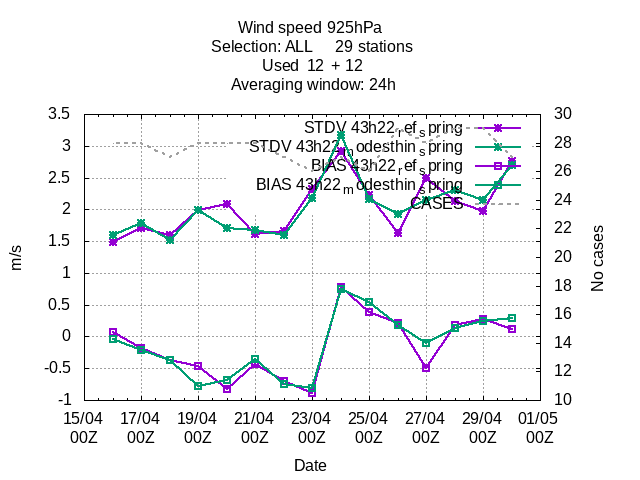 Wind speed 925hPa
Selection: ALL 29 stations
Used 12 + 12
Averaging window: 24h
3.5
3
2.5
2
1.5
1
0.5
0
-0.5
-1
m/s
30
28
26
24
22
20
18
16
14
12
10
No cases
STDV 43h22_ref_spring
STDV 43h22_modesthin_spring
BIAS 43h22_ref_spring
BIAS 43h22_modesthin_spring
CASES
15/04 17/04 19/04 21/04 23/04 25/04 27/04 29/04 01/05
00Z 00Z 00Z 00Z 00Z 00Z 00Z 00Z 00Z
Date